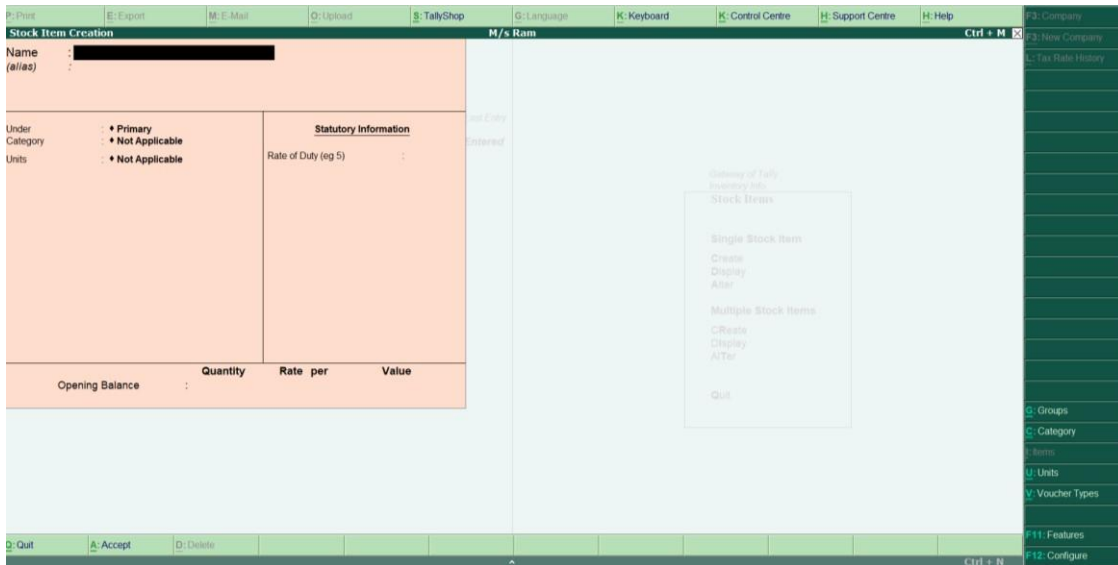 P: Print E: Export M: E-Mail O: Upload S: TallyShop G: Language K: Keyboard K: Control Centre H: Support Centre H: Help F3: Company
Stock Item Creation M/s Ram Ctrl + M F3: New Company
Name :
(alias) :
L: Tax Rate History
Entered
Under : ♦ Primary
Category : ♦ Not Applicable
Units : ♦ Not Applicable
Statutory Information
Rate of Duty (eg 5) :
Gateway of Tally
Inventory Info.
Stock Items
Single Stock Item
Create
Display
Alter
Multiple Stock Items
CReate
DIsplay
AlTer
Quit
Quantity Rate per Value
Opening Balance :
G: Groups
C: Category
I: Items
U: Units
V: Voucher Types
F11: Features
F12: Configure
Q: Quit A: Accept D: Delete
Ctrl + N